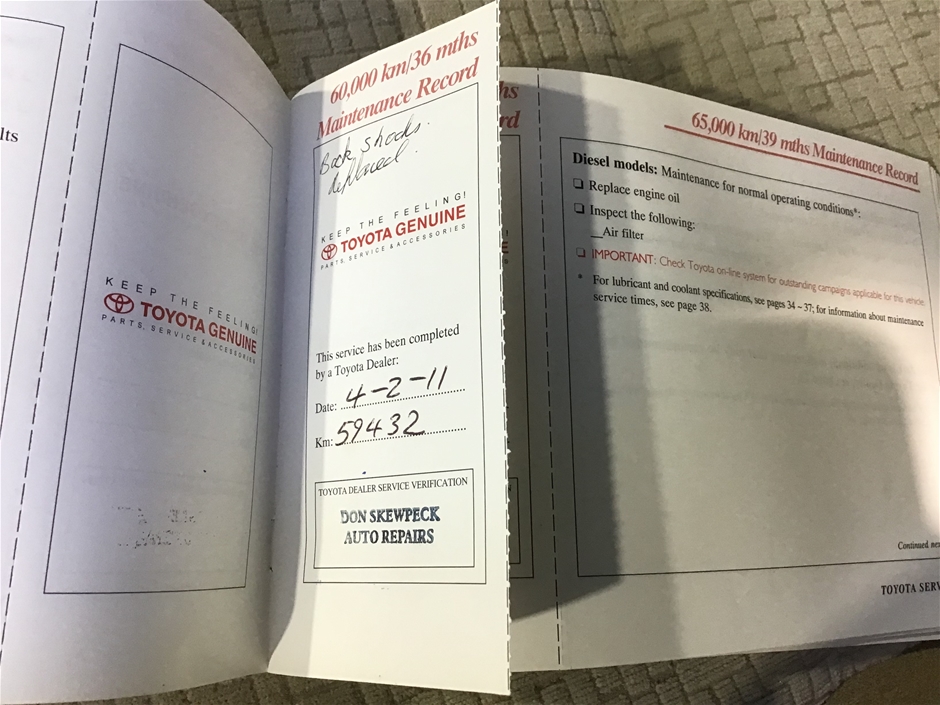 lts
KEEP THE FEELING!
TOYOTA GENUINE
PARTS, SERVICE & ACCESSORIES
60,000 km/36 mths
Maintenance Record
Back shocks.
replaced.
KEEP THE FEELING!
TOYOTA GENUINE
PARTS, SERVICE & ACCESSORIES
This service has been completed
by a Toyota Dealer:
Date: 4-2-11
Km: 59432
TOYOTA DEALER SERVICE VERIFICATION
DON SKEWPECK
AUTO REPAIRS
hs
rd
65,000 km/39 mths Maintenance Record
Diesel models: Maintenance for normal operating conditions*:
❑ Replace engine oil
❑ Inspect the following:
__Air filter
❑ IMPORTANT: Check Toyota on-line system for outstanding campaigns applicable for this vehicle.
* For lubricant and coolant specifications, see pages 34 – 37; for information about maintenance
service times, see page 38.
Continued nex
TOYOTA SERV